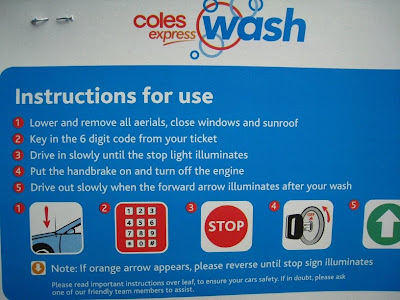 coles
express
wash
Instructions for use
1 Lower and remove all aerials, close windows and sunroof
2 Key in the 6 digit code from your ticket
3 Drive in slowly until the stop light illuminates
4 Put the handbrake on and turn off the engine
5 Drive out slowly when the forward arrow illuminates after your wash
1 2 3 4 5
1 2 3
4 5 6
7 8 9
* 0 #
STOP
Note: If orange arrow appears, please reverse until stop sign illuminates
Please read important instructions over leaf, to ensure your cars safety. If in doubt, please ask
one of our friendly team members to assist.